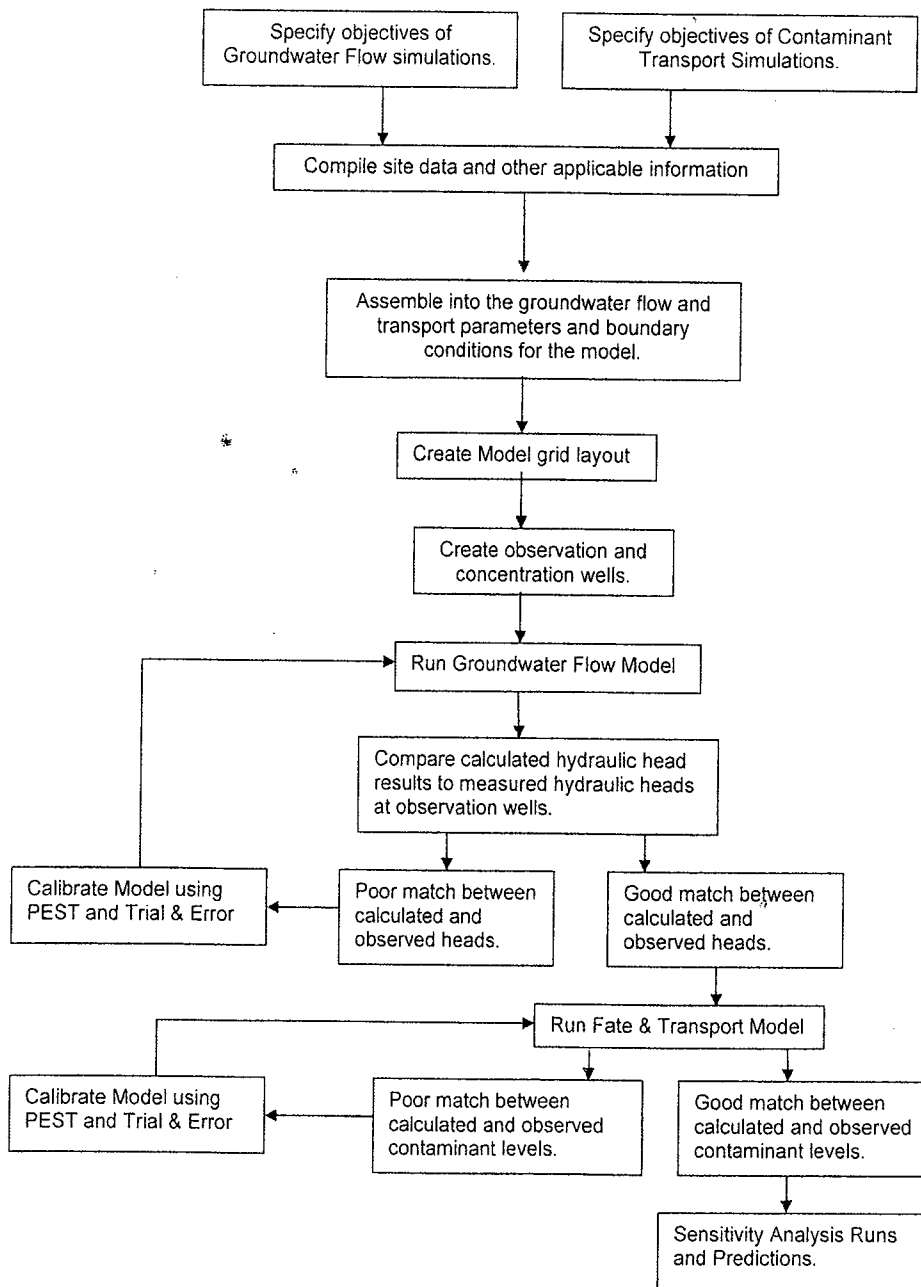 Specify objectives of
Groundwater Flow simulations.
Specify objectives of Contaminant
Transport Simulations.
Compile site data and other applicable information
Assemble into the groundwater flow and
transport parameters and boundary
conditions for the model.
Create Model grid layout
Create observation and
concentration wells.
Run Groundwater Flow Model
Compare calculated hydraulic head
results to measured hydraulic heads
at observation wells.
Calibrate Model using
PEST and Trial & Error
Poor match between
calculated and
observed heads.
Good match between
calculated and
observed heads.
Run Fate & Transport Model
Calibrate Model using
PEST and Trial & Error
Poor match between
calculated and observed
contaminant levels.
Good match between
calculated and observed
contaminant levels.
Sensitivity Analysis Runs
and Predictions.